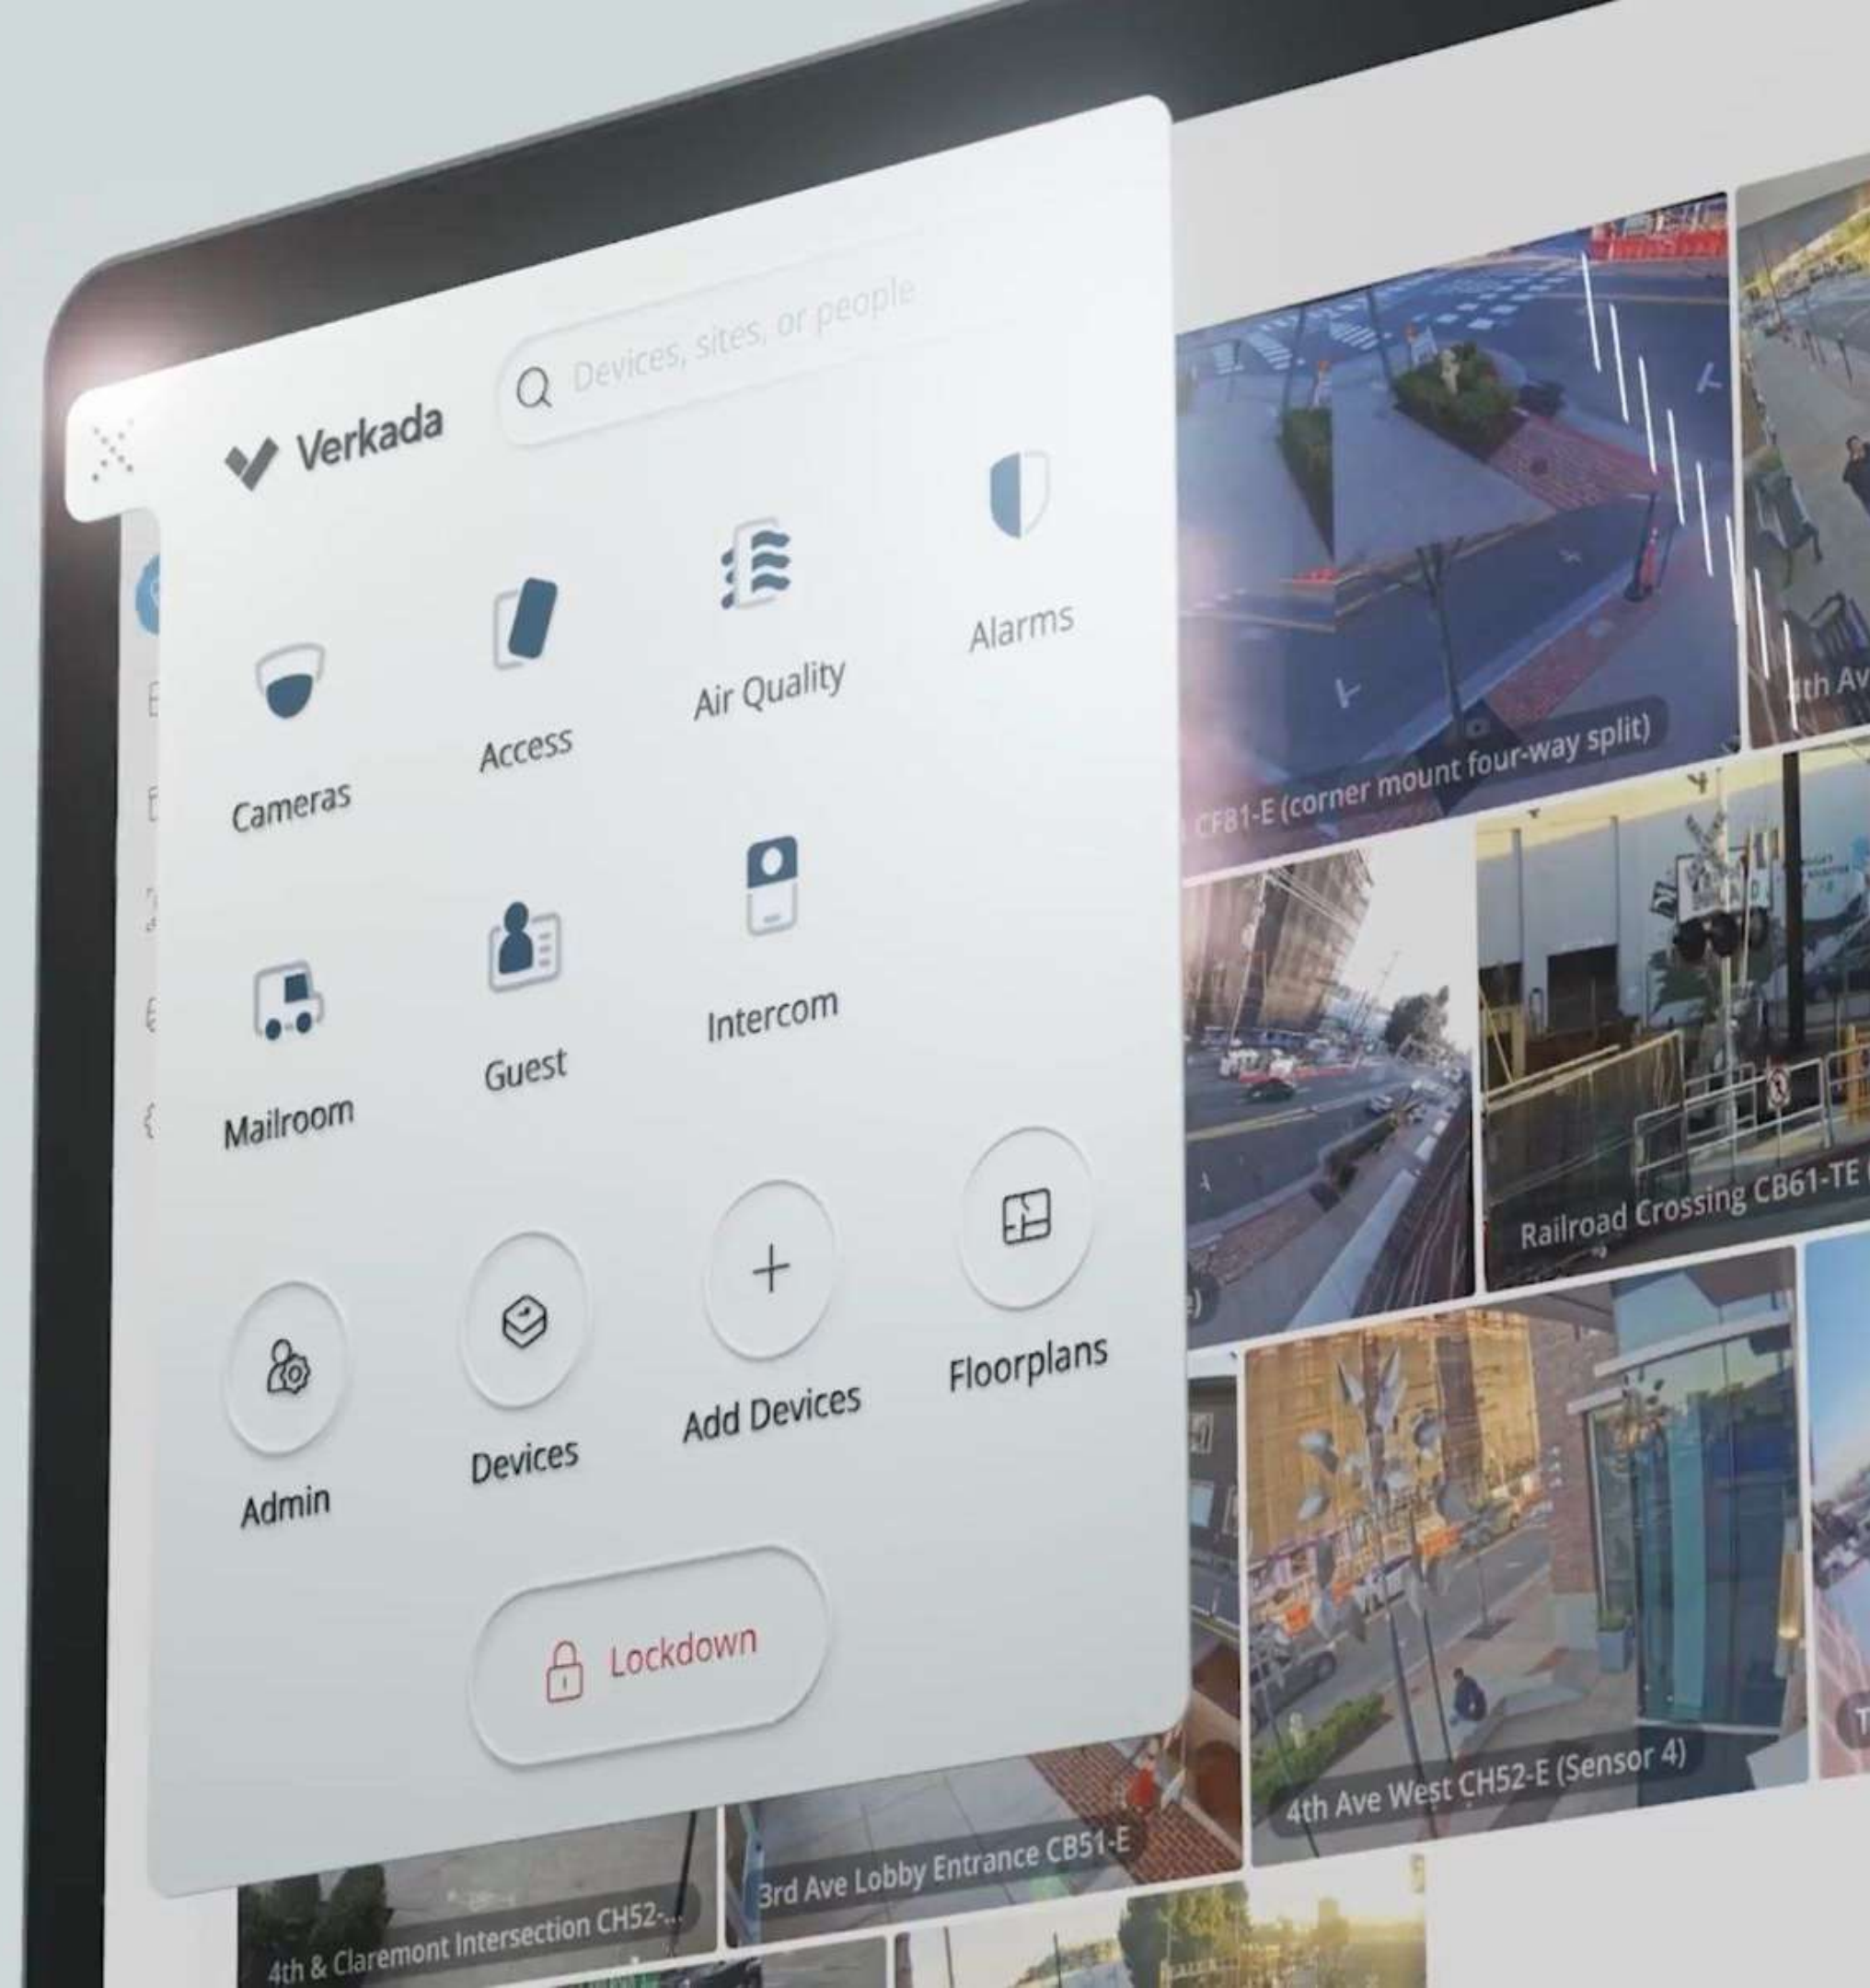 Verkada
Devices, sites, or people
Cameras
Access
Air Quality
Alarms
Mailroom
Guest
Intercom
Admin
Devices
Add Devices
Floorplans
Lockdown
CF81-E (corner mount four-way split)
4th Av
Railroad Crossing CB61-TE
4th Ave West CH52-E (Sensor 4)
3rd Ave Lobby Entrance CB51-E
4th & Claremont Intersection CH52-...